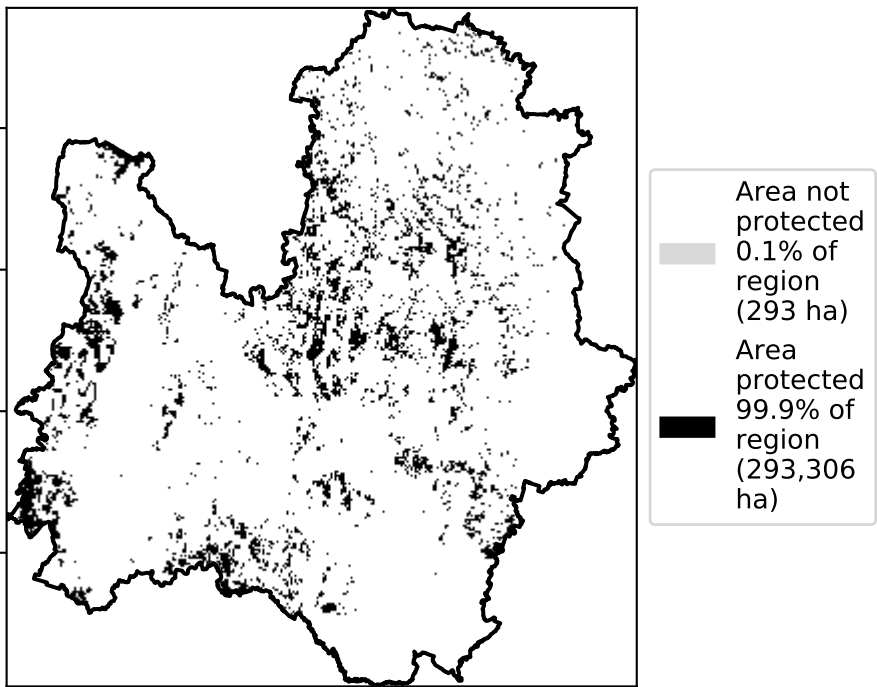 Area not
protected
0.1% of
region
(293 ha)
Area
protected
99.9% of
region
(293,306
ha)